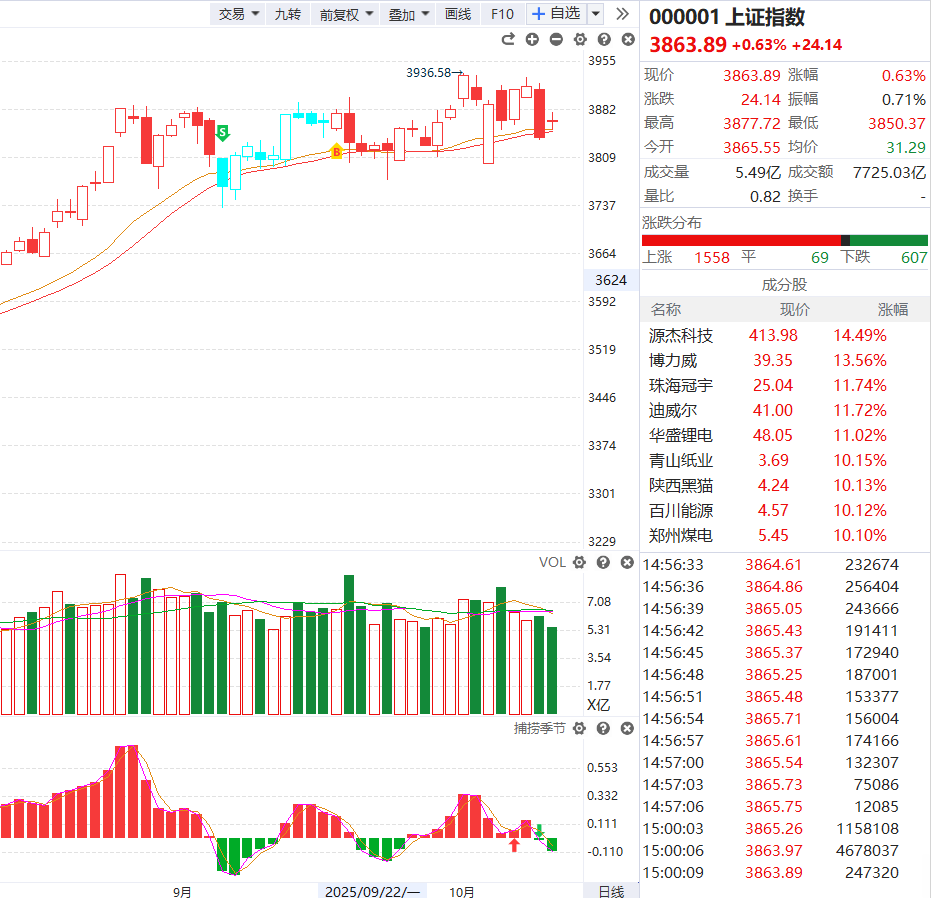 交易 九转 前复权 叠加 画线 F10 自选
000001 上证指数
3863.89 +0.63% +24.14
现价 3863.89 涨幅 0.63%
涨跌 24.14 振幅 0.71%
最高 3877.72 最低 3850.37
今开 3865.55 均价 31.29
成交量 5.49亿 成交额 7725.03亿
量比 0.82 换手 -
涨跌分布
上涨 1558 平 69 下跌 607
成分股
名称 现价 涨幅
源杰科技 413.98 14.49%
博力威 39.35 13.56%
珠海冠宇 25.04 11.74%
迪威尔 41.00 11.72%
华盛锂电 48.05 11.02%
青山纸业 3.69 10.15%
陕西黑猫 4.24 10.13%
百川能源 4.57 10.12%
郑州煤电 5.45 10.10%
14:56:33 3864.61 232674
14:56:36 3864.86 256404
14:56:39 3865.05 243666
14:56:42 3865.43 191411
14:56:45 3865.37 172940
14:56:48 3865.25 187001
14:56:51 3865.48 153377
14:56:54 3865.71 156004
14:56:57 3865.61 174166
14:57:00 3865.54 132307
14:57:03 3865.73 75086
14:57:06 3865.75 12085
15:00:03 3865.26 1158108
15:00:06 3863.97 4678037
15:00:09 3863.89 247320
3936.58
S
B
3955
3882
3809
3737
3664
3624
3592
3519
3446
3374
3301
3229
VOL
7.08
5.31
3.54
1.77
X亿
捕捞季节
0.553
0.332
0.111
-0.110
9月 2025/09/22/一 10月 日线